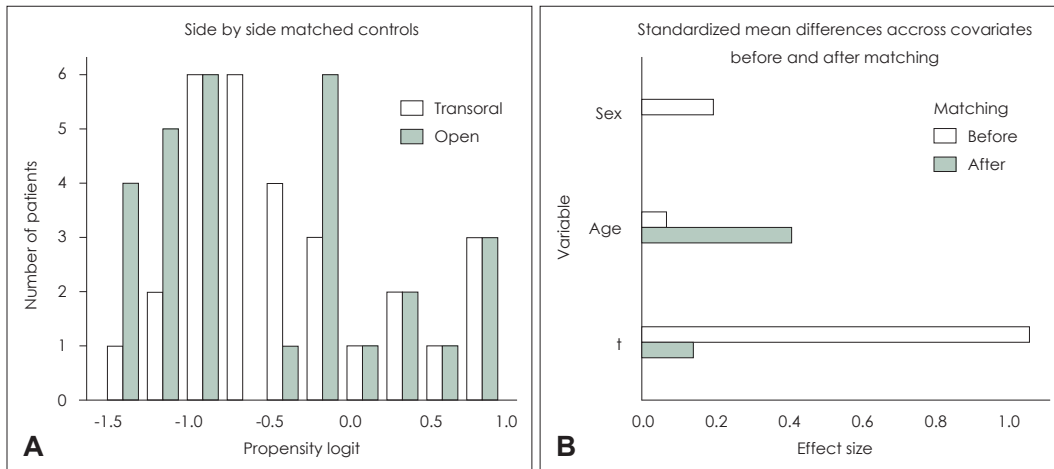 Side by side matched controls
6
5
4
3
2
1
0
Number of patients
Transoral
Open
-1.5
-1.0
-0.5
0.0
0.5
1.0
Propensity logit
A
Standardized mean differences accross covariates
before and after matching
Sex
Age
t
Variable
Matching
Before
After
0.0
0.2
0.4
0.6
0.8
1.0
Effect size
B